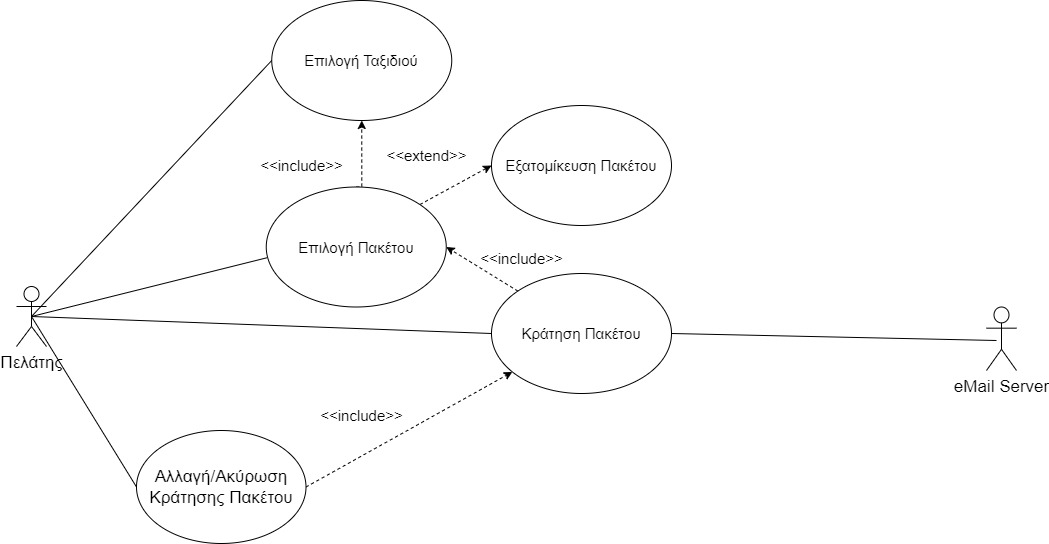 Επιλογή Ταξιδιού
<<include>>
<<extend>>
Εξατομίκευση Πακέτου
Επιλογή Πακέτου
<<include>>
Κράτηση Πακέτου
Πελάτης
eMail Server
<<include>>
Αλλαγή/Ακύρωση
Κράτησης Πακέτου